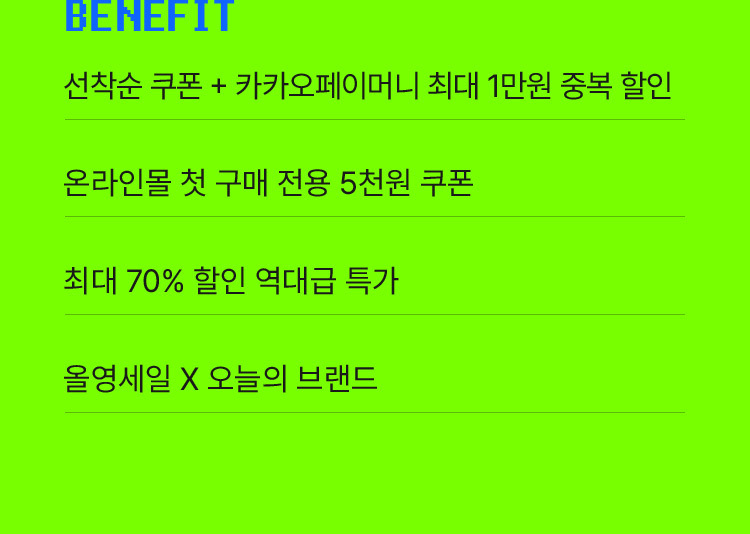 BENEFIT
선착순 쿠폰 + 카카오페이머니 최대 1만원 중복 할인
온라인몰 첫 구매 전용 5천원 쿠폰
최대 70% 할인 역대급 특가
올영세일 X 오늘의 브랜드